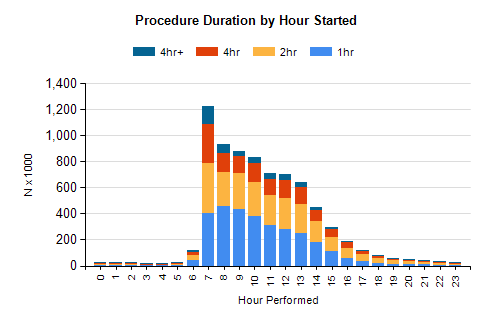 Procedure Duration by Hour Started
4hr+ 4hr 2hr 1hr
1,400
1,200
1,000
800
600
400
200
0
N x 1000
0 1 2 3 4 5 6 7 8 9 10 11 12 13 14 15 16 17 18 19 20 21 22 23
Hour Performed